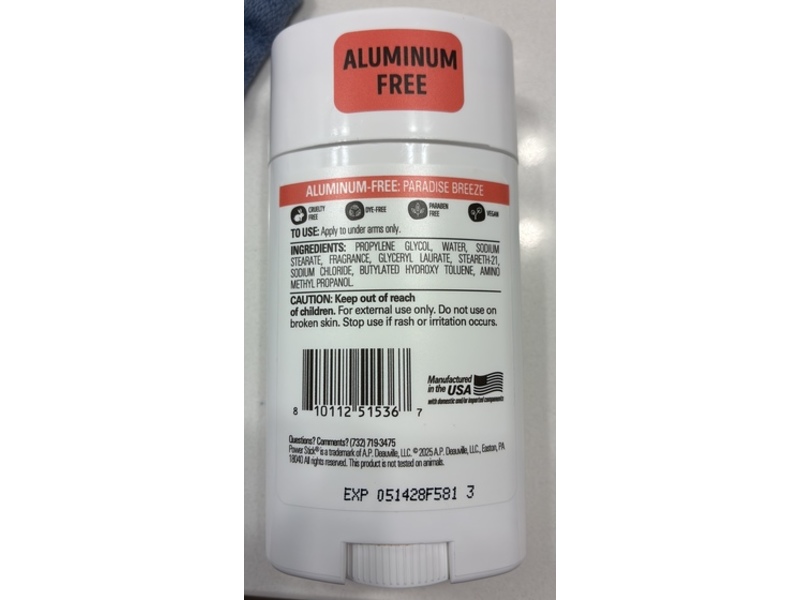 ALUMINUM
FREE
ALUMINUM-FREE: PARADISE BREEZE
CRUELTY
FREE
DYE-FREE
PARABEN
FREE
VEGAN
TO USE: Apply to under arms only.
INGREDIENTS: PROPYLENE GLYCOL, WATER, SODIUM
STEARATE, FRAGRANCE, GLYCERYL LAURATE, STEARETH-21,
SODIUM CHLORIDE, BUTYLATED HYDROXY TOLUENE, AMINO
METHYL PROPANOL.
CAUTION: Keep out of reach
of children. For external use only. Do not use on
broken skin. Stop use if rash or irritation occurs.
Manufactured
in the USA
with domestic and/or imported components
8 10112 51536 7
Questions? Comments? (732) 719-3475
Power Stick® is a trademark of A.P. Deauville, LLC. © 2025 A.P. Deauville, LLC., Easton, PA
18040 All rights reserved. This product is not tested on animals.
EXP 051428F581 3